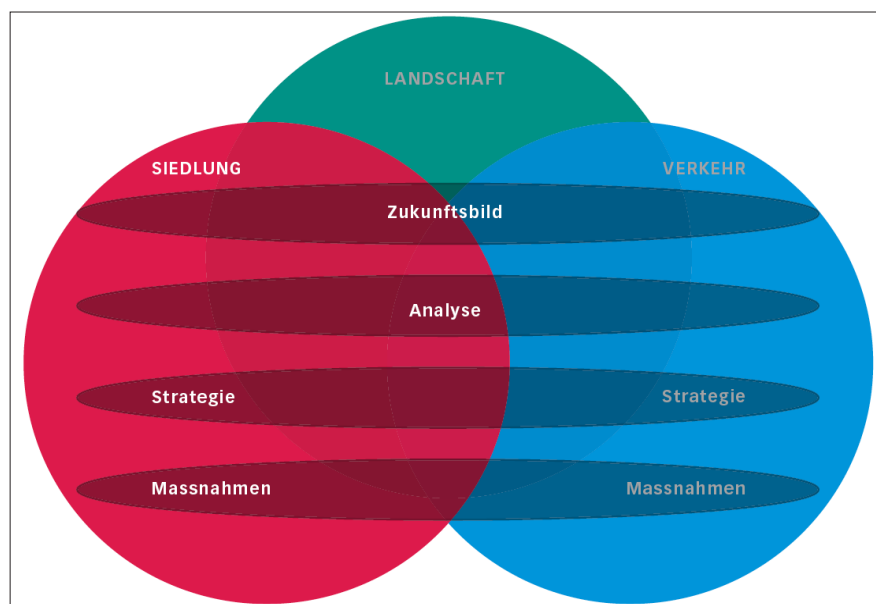 LANDSCHAFT
SIEDLUNG
VERKEHR
Zukunftsbild
Analyse
Strategie
Strategie
Massnahmen
Massnahmen